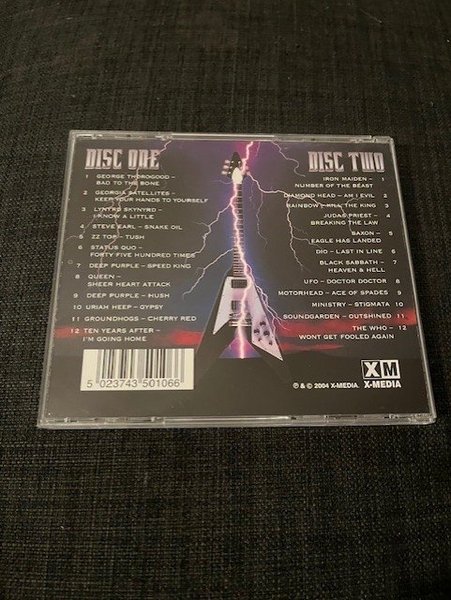 DISC ONE
1 GEORGE THOROGOOD –
BAD TO THE BONE
2 GEORGIA SATELLITES –
KEEP YOUR HANDS TO YOURSELF
3 LYNYRD SKYNYRD –
I KNOW A LITTLE
4 STEVE EARL – SNAKE OIL
5 ZZ TOP – TUSH
6 STATUS QUO –
FORTY FIVE HUNDRED TIMES
7 DEEP PURPLE – SPEED KING
8 QUEEN –
SHEER HEART ATTACK
9 DEEP PURPLE – HUSH
10 URIAH HEEP – GYPSY
11 GROUNDHOGS – CHERRY RED
12 TEN YEARS AFTER –
I'M GOING HOME
5 023743 501066
DISC TWO
IRON MAIDEN – 1
NUMBER OF THE BEAST
DIAMOND HEAD – AM I EVIL 2
RAINBOW – KILL THE KING 3
JUDAS PRIEST – 4
BREAKING THE LAW
SAXON – 5
EAGLE HAS LANDED
DIO – LAST IN LINE 6
BLACK SABBATH – 7
HEAVEN & HELL
UFO – DOCTOR DOCTOR 8
MOTORHEAD – ACE OF SPADES 9
MINISTRY – STIGMATA 10
SOUNDGARDEN – OUTSHINED 11
THE WHO – 12
WONT GET FOOLED AGAIN
XM
X-MEDIA
℗ & © 2004 X-MEDIA.